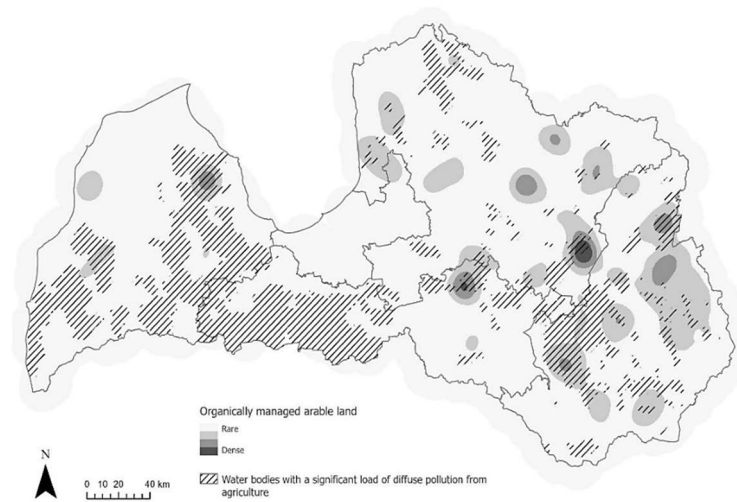 Organically managed arable land
Rare
Dense
Water bodies with a significant load of diffuse pollution from
agriculture
N
0 10 20 40 km